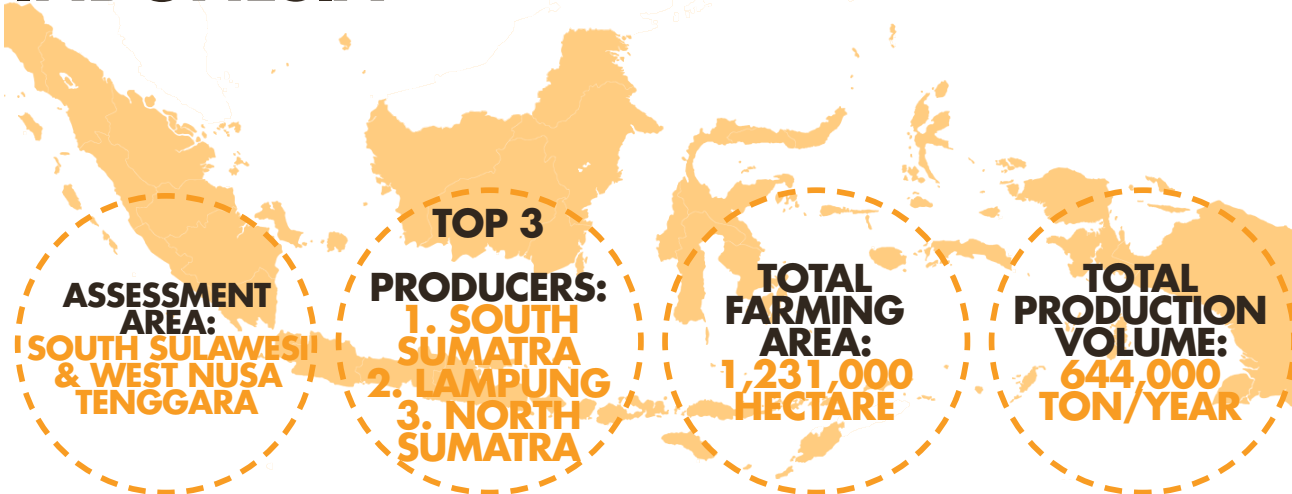 ASSESSMENT
AREA:
SOUTH SULAWESI
& WEST NUSA
TENGGARA
TOP 3
PRODUCERS:
1. SOUTH
SUMATRA
2. LAMPUNG
3. NORTH
SUMATRA
TOTAL
FARMING
AREA:
1,231,000
HECTARE
TOTAL
PRODUCTION
VOLUME:
644,000
TON/YEAR